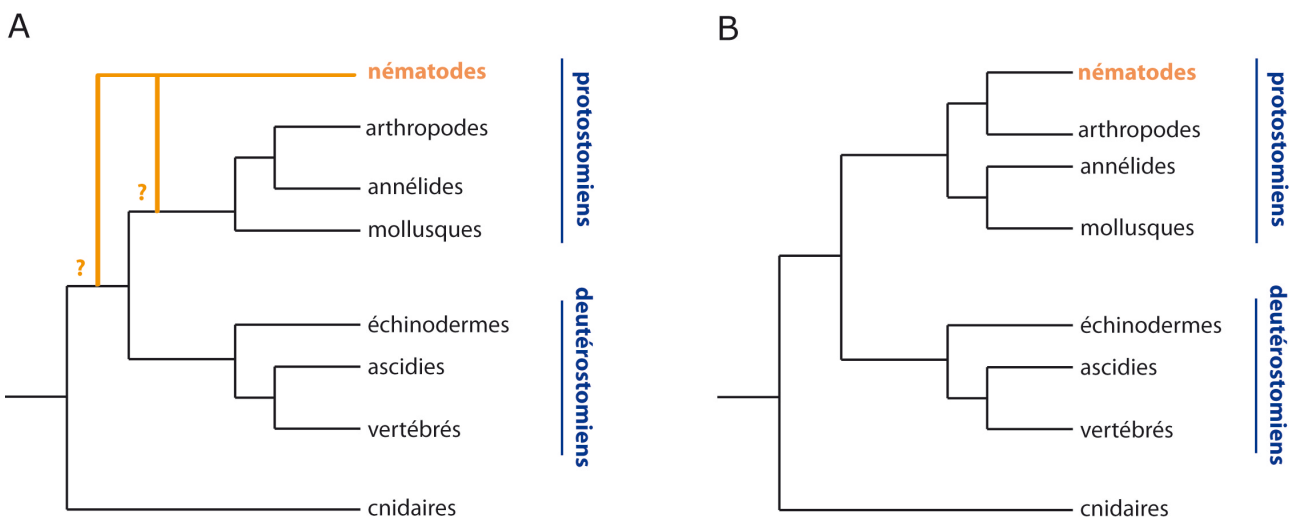 A
nématodes
arthropodes
?
annélides
mollusques
?
échinodermes
ascidies
vertébrés
cnidaires
protostomiens
deutérostomiens
B
nématodes
arthropodes
annélides
mollusques
échinodermes
ascidies
vertébrés
cnidaires
protostomiens
deutérostomiens